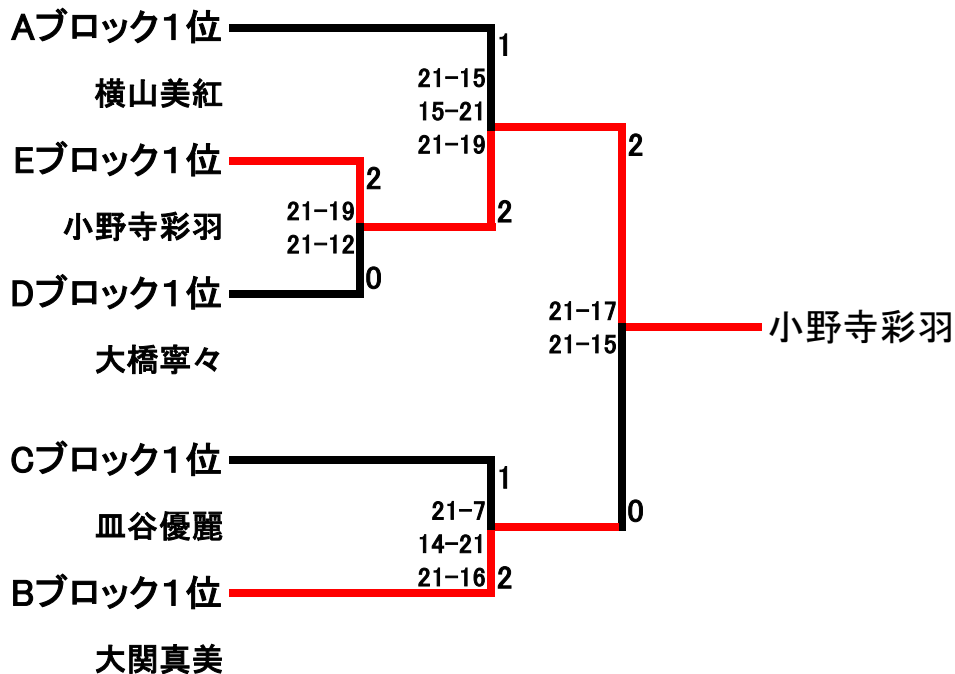 Aブロック1位
1
21-15
横山美紅
15-21
21-19
2
Eブロック1位
2
21-19
2
小野寺彩羽
21-12
0
Dブロック1位
21-17
小野寺彩羽
21-15
大橋寧々
Cブロック1位
1
21-7
0
皿谷優麗
14-21
21-16
2
Bブロック1位
大関真美